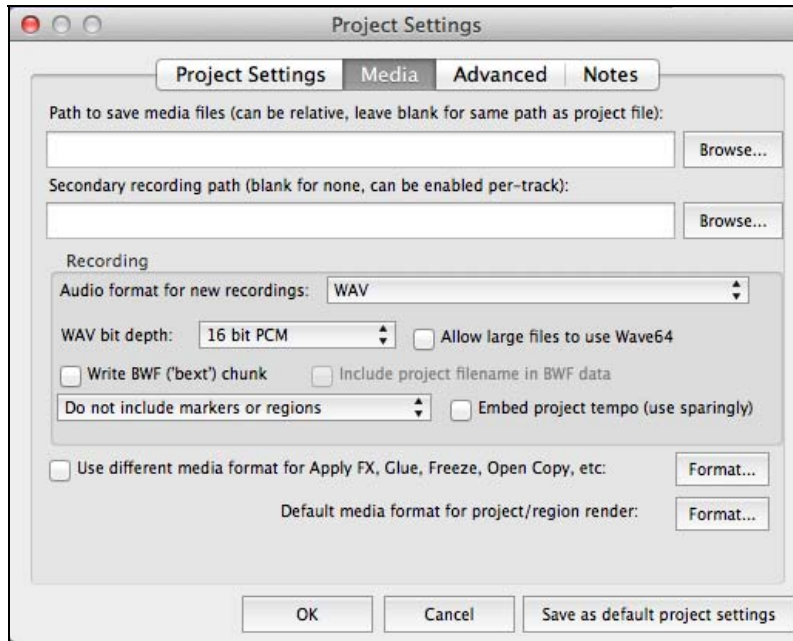 Project Settings
Project Settings Media Advanced Notes
Path to save media files (can be relative, leave blank for same path as project file):
Browse...
Secondary recording path (blank for none, can be enabled per-track):
Browse...
Recording
Audio format for new recordings: WAV
WAV bit depth: 16 bit PCM Allow large files to use Wave64
Write BWF ('bext') chunk Include project filename in BWF data
Do not include markers or regions Embed project tempo (use sparingly)
Use different media format for Apply FX, Glue, Freeze, Open Copy, etc: Format...
Default media format for project/region render: Format...
OK Cancel Save as default project settings